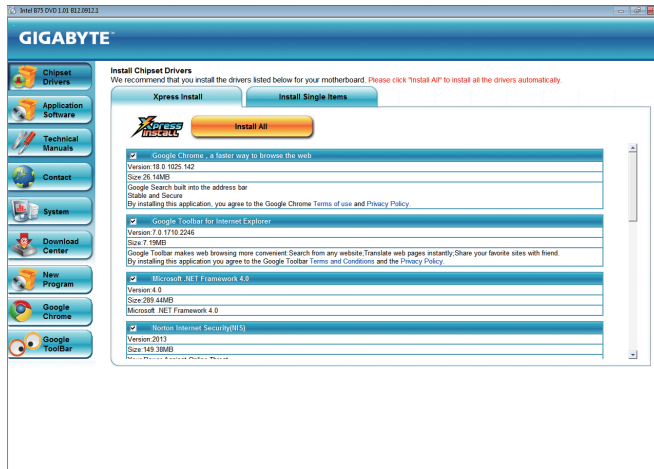 Intel B75 DVD 1.01 B12.0912.1
GIGABYTE™
Chipset
Drivers
Application
Software
Technical
Manuals
Contact
System
Download
Center
New
Program
Google
Chrome
Google
ToolBar
Install Chipset Drivers
We recommend that you install the drivers listed below for your motherboard. Please click "Install All" to install all the drivers automatically.
Xpress Install
Install Single Items
Xpress
Install
Install All
Google Chrome , a faster way to browse the web
Version:18.0.1025.142
Size:26.14MB
Google Search built into the address bar
Stable and Secure
By installing this application, you agree to the Google Chrome Terms of use and Privacy Policy.
Google Toolbar for Internet Explorer
Version:7.0.1710.2246
Size:7.19MB
Google Toolbar makes web browsing more convenient;Search from any website;Translate web pages instantly;Share your favorite sites with friend.
By installing this application you agree to the Google Toolbar Terms and Conditions and the Privacy Policy.
Microsoft .NET Framework 4.0
Version:4.0
Size:289.44MB
Microsoft .NET Framework 4.0
Norton Internet Security(NIS)
Version:2013
Size:149.38MB
Your Power Against Online Threat